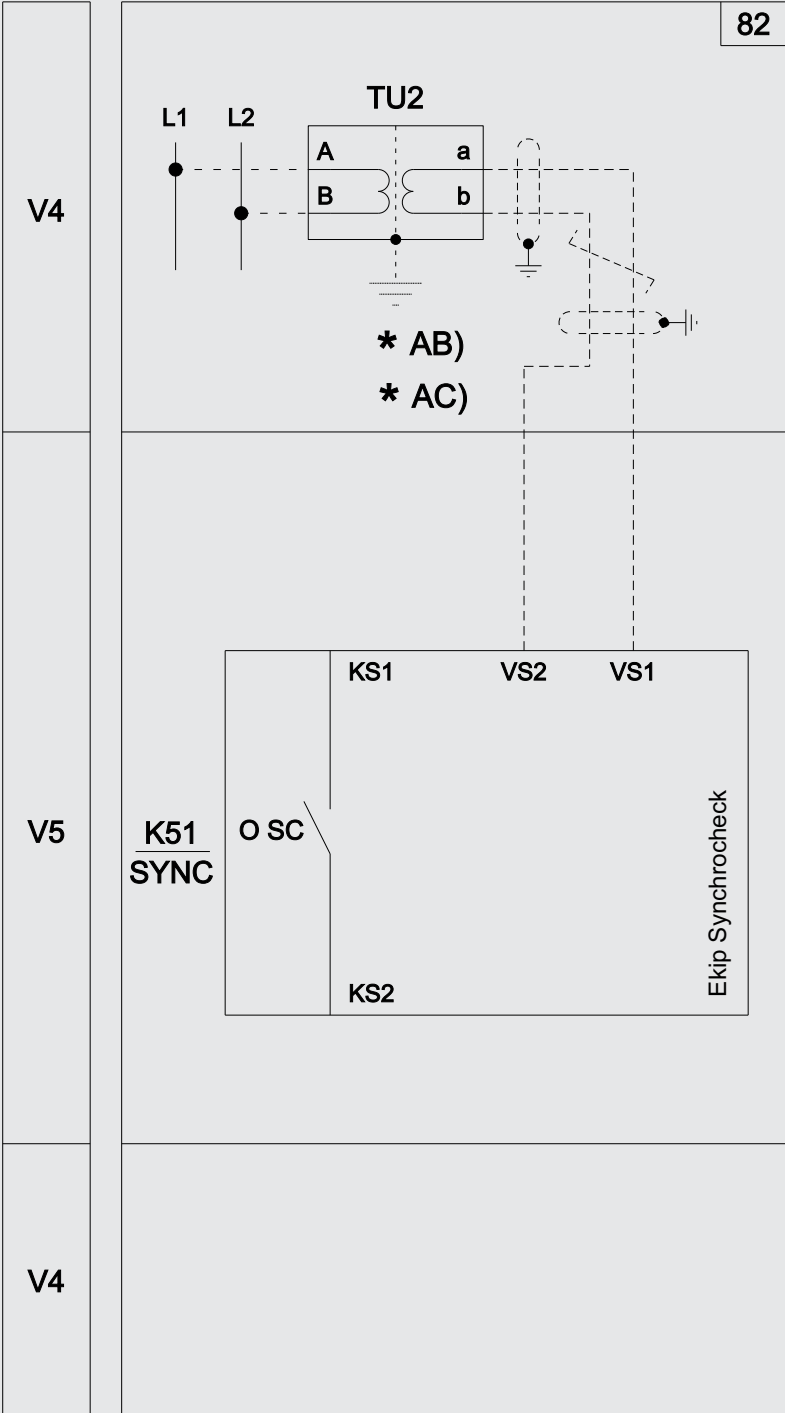 82
TU2
L1 L2
A a
V4
B b
* AB)
* AC)
KS1 VS2 VS1
V5
K51
SYNC
O SC
Ekip Synchrocheck
KS2
V4